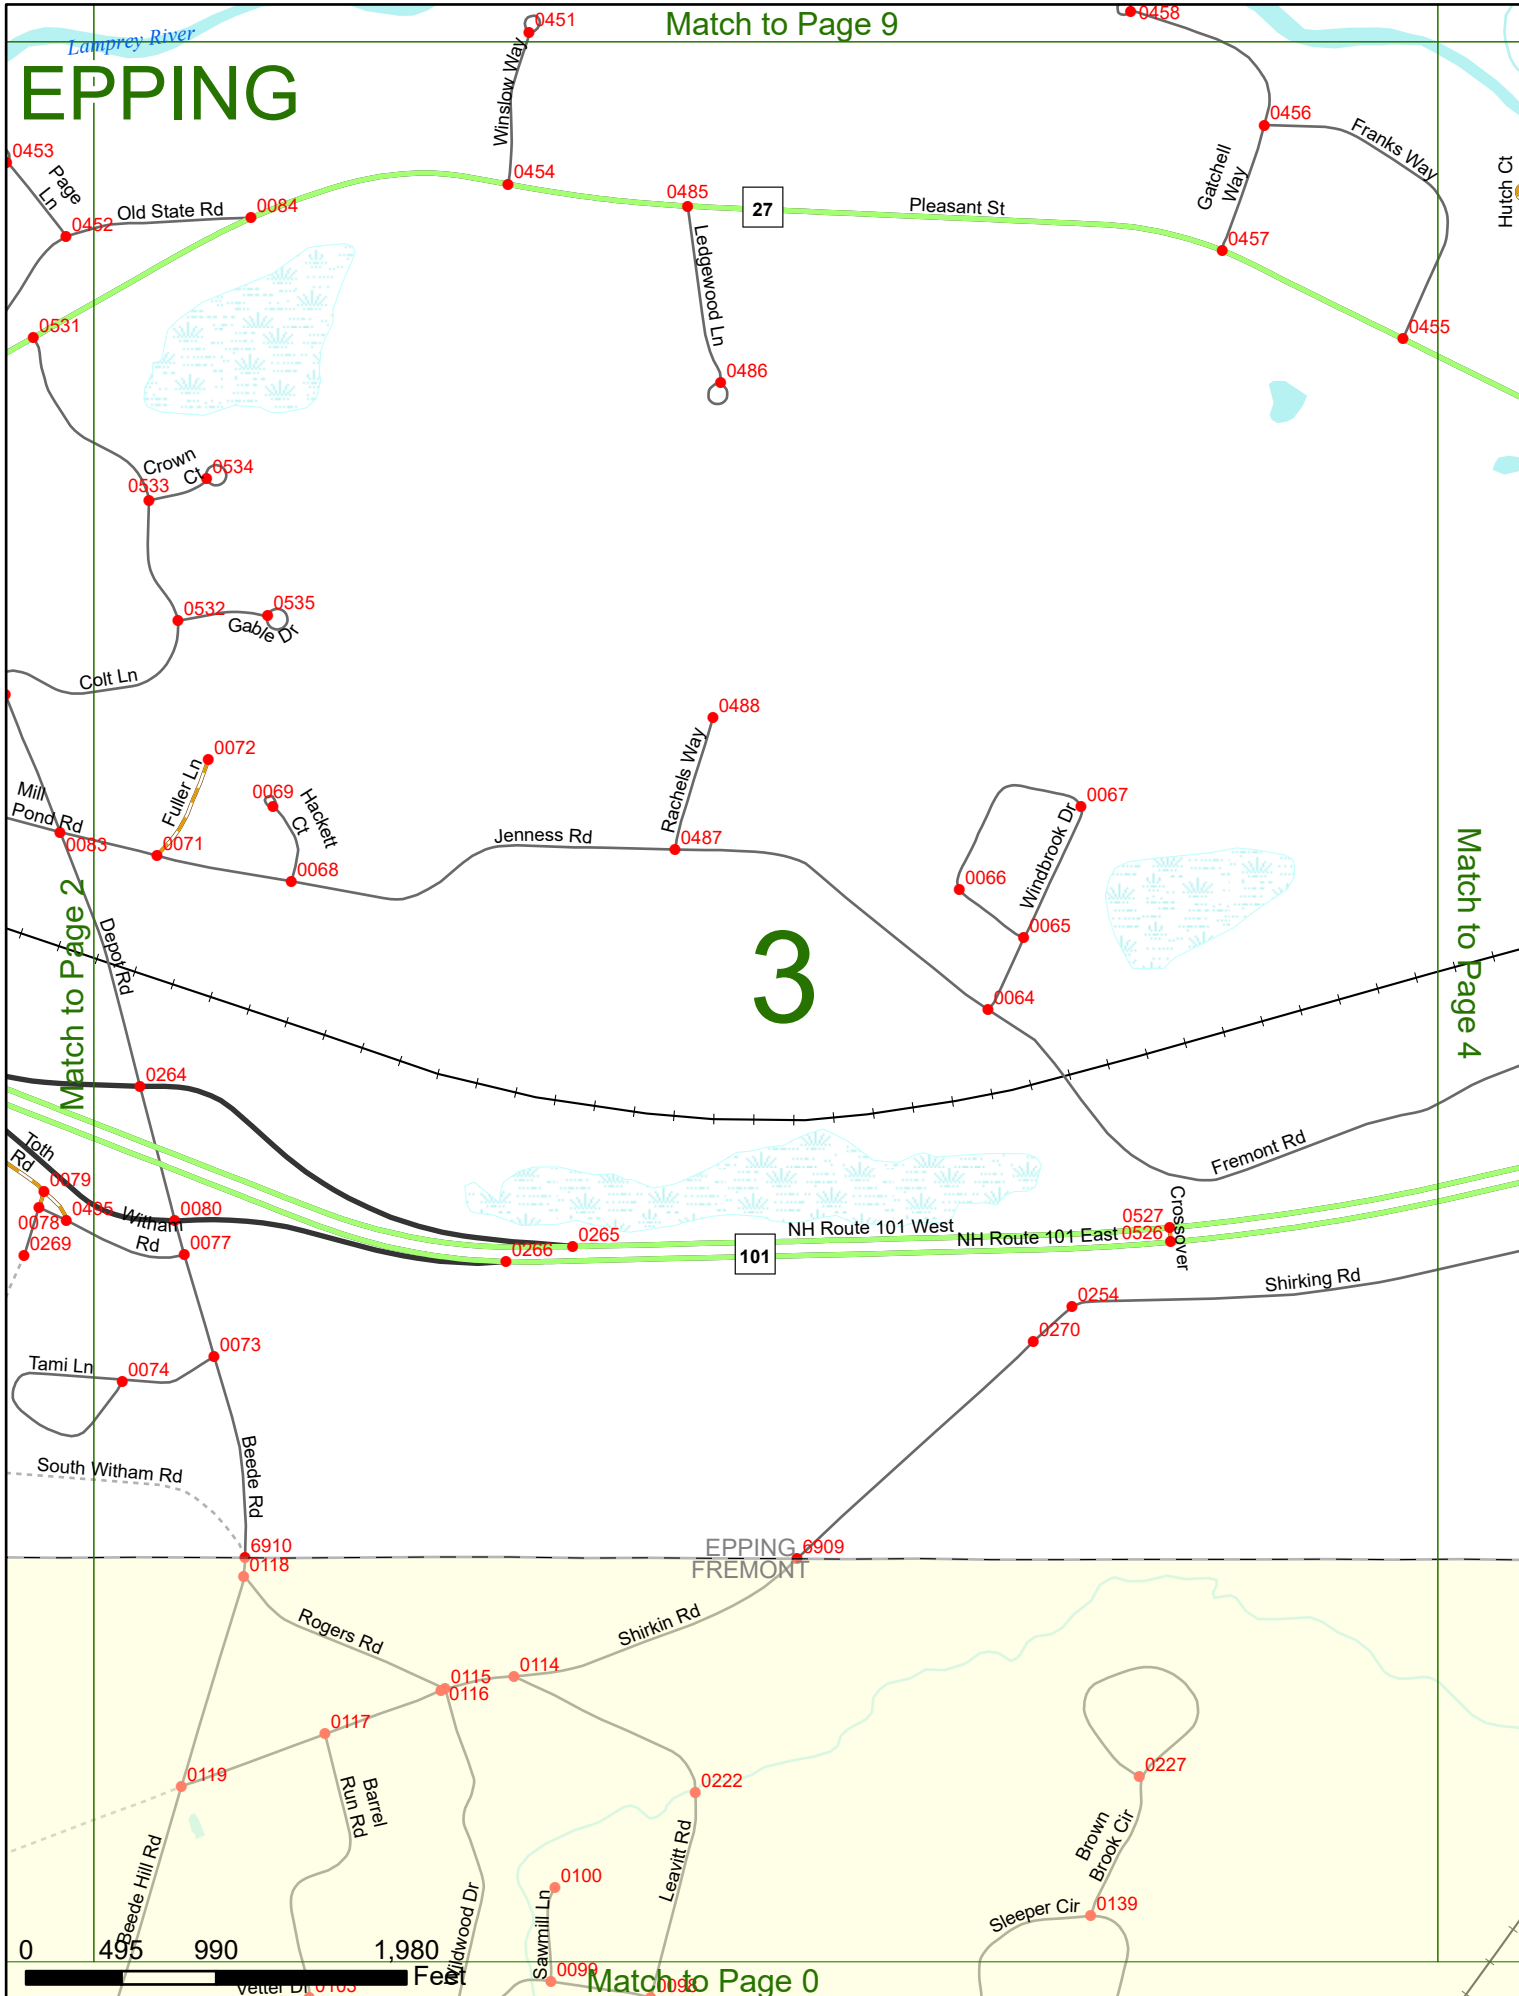 Match to Page 9
Lamprey River
EPPING
0451
0458
Winslow Way
0456
Franks Way
Hutch Ct
0453
Page
Ln
Gatchell
Way
0454
0485
27
Pleasant St
0452
Old State Rd
0084
0457
Ledgewood Ln
0531
0455
0486
Crown
Ct
0534
0533
0532
0535
Gable Dr
Colt Ln
0488
Rachels Way
0072
Fuller Ln
0069
Hackett
Ct
Mill
Pond Rd
0083
0071
0068
Jenness Rd
0487
0067
Windbrook Dr
0066
0065
0064
Match to Page 2
Match to Page 4
Depot Rd
3
0264
Toth
Rd
0079
0078
0485
Witham
Rd
0080
0077
0269
0265
0266
NH Route 101 West
NH Route 101 East
101
0527
0526
Crossover
Fremont Rd
Shirking Rd
0254
0270
0073
Tami Ln
0074
Beede Rd
South Witham Rd
6910
0118
EPPING
FREMONT
6909
Rogers Rd
Shirkin Rd
0115
0116
0114
0117
0119
Barrel
Run Rd
0222
0227
Leavitt Rd
Brown
Brook Cir
Beede Hill Rd
Wildwood Dr
0100
Sawmill Ln
Sleeper Cir
0139
0 495 990 1,980
Feet
Vetter Dr
0103
0099
0098
Match to Page 0